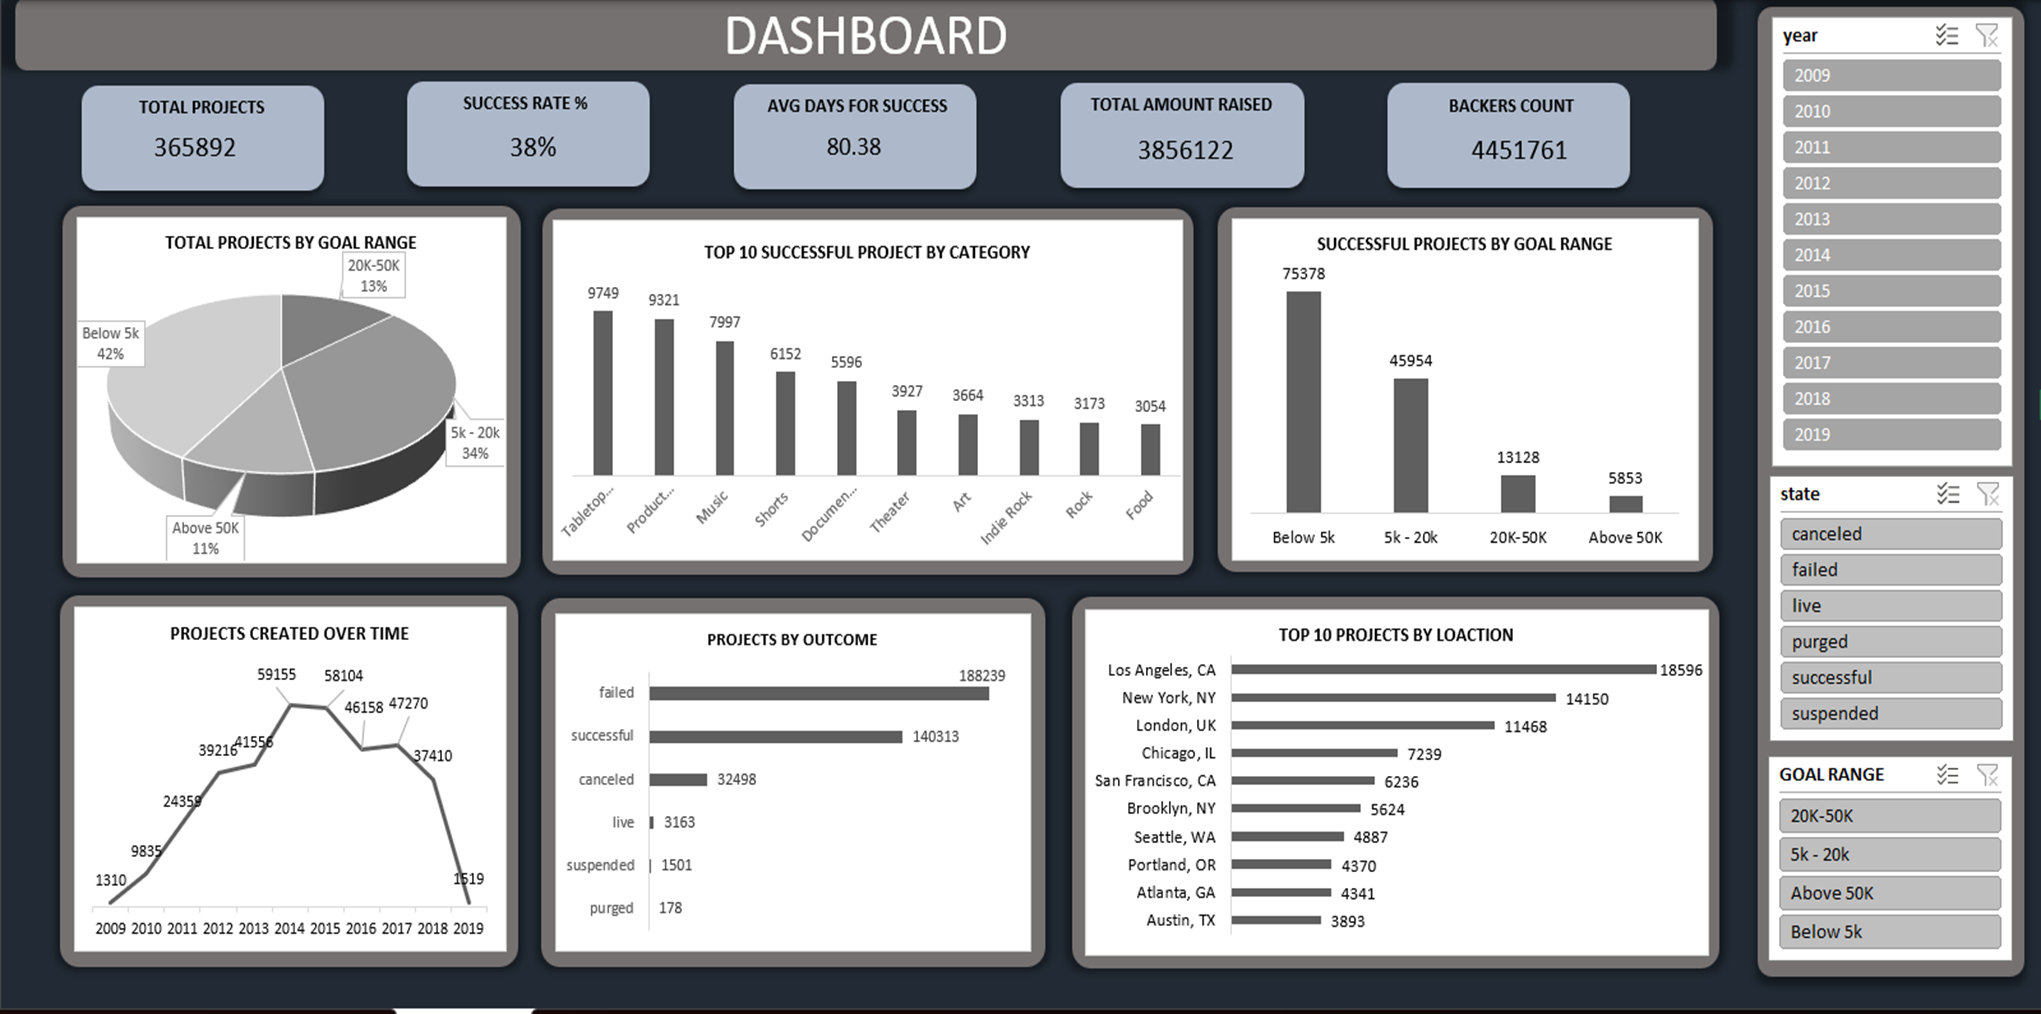 DASHBOARD
TOTAL PROJECTS
365892
SUCCESS RATE %
38%
AVG DAYS FOR SUCCESS
80.38
TOTAL AMOUNT RAISED
3856122
BACKERS COUNT
4451761
TOTAL PROJECTS BY GOAL RANGE
20K-50K
13%
Below 5k
42%
5k - 20k
34%
Above 50K
11%
TOP 10 SUCCESSFUL PROJECT BY CATEGORY
9749
9321
7997
6152
5596
3927
3664
3313
3173
3054
Tabletop...
Product...
Music
Shorts
Documen...
Theater
Art
Indie Rock
Rock
Food
SUCCESSFUL PROJECTS BY GOAL RANGE
75378
45954
13128
5853
Below 5k
5k - 20k
20K-50K
Above 50K
PROJECTS CREATED OVER TIME
1310
9835
24359
39216
41556
59155
58104
46158
47270
37410
1519
2009 2010 2011 2012 2013 2014 2015 2016 2017 2018 2019
PROJECTS BY OUTCOME
failed 188239
successful 140313
canceled 32498
live 3163
suspended 1501
purged 178
TOP 10 PROJECTS BY LOACTION
Los Angeles, CA 18596
New York, NY 14150
London, UK 11468
Chicago, IL 7239
San Francisco, CA 6236
Brooklyn, NY 5624
Seattle, WA 4887
Portland, OR 4370
Atlanta, GA 4341
Austin, TX 3893
year
2009
2010
2011
2012
2013
2014
2015
2016
2017
2018
2019
state
canceled
failed
live
purged
successful
suspended
GOAL RANGE
20K-50K
5k - 20k
Above 50K
Below 5k